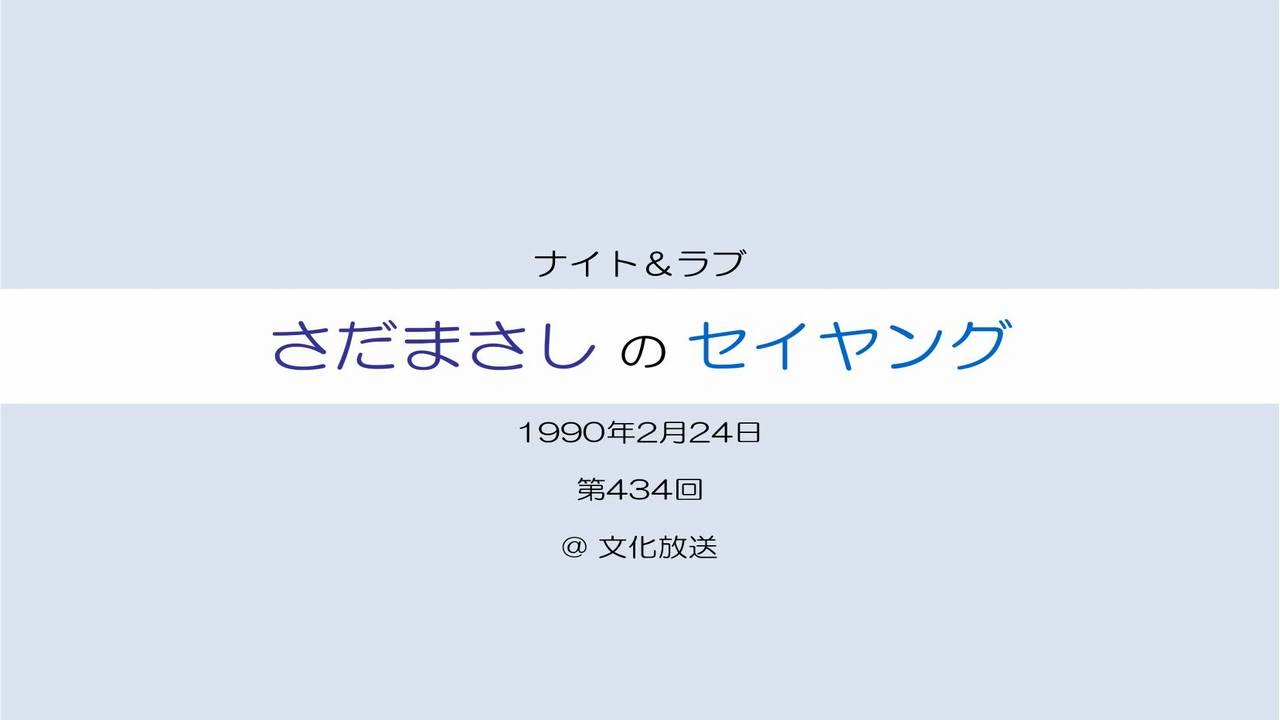 ナイト&ラブ
さだまさし の セイヤング
1990年2月24日
第434回
@ 文化放送